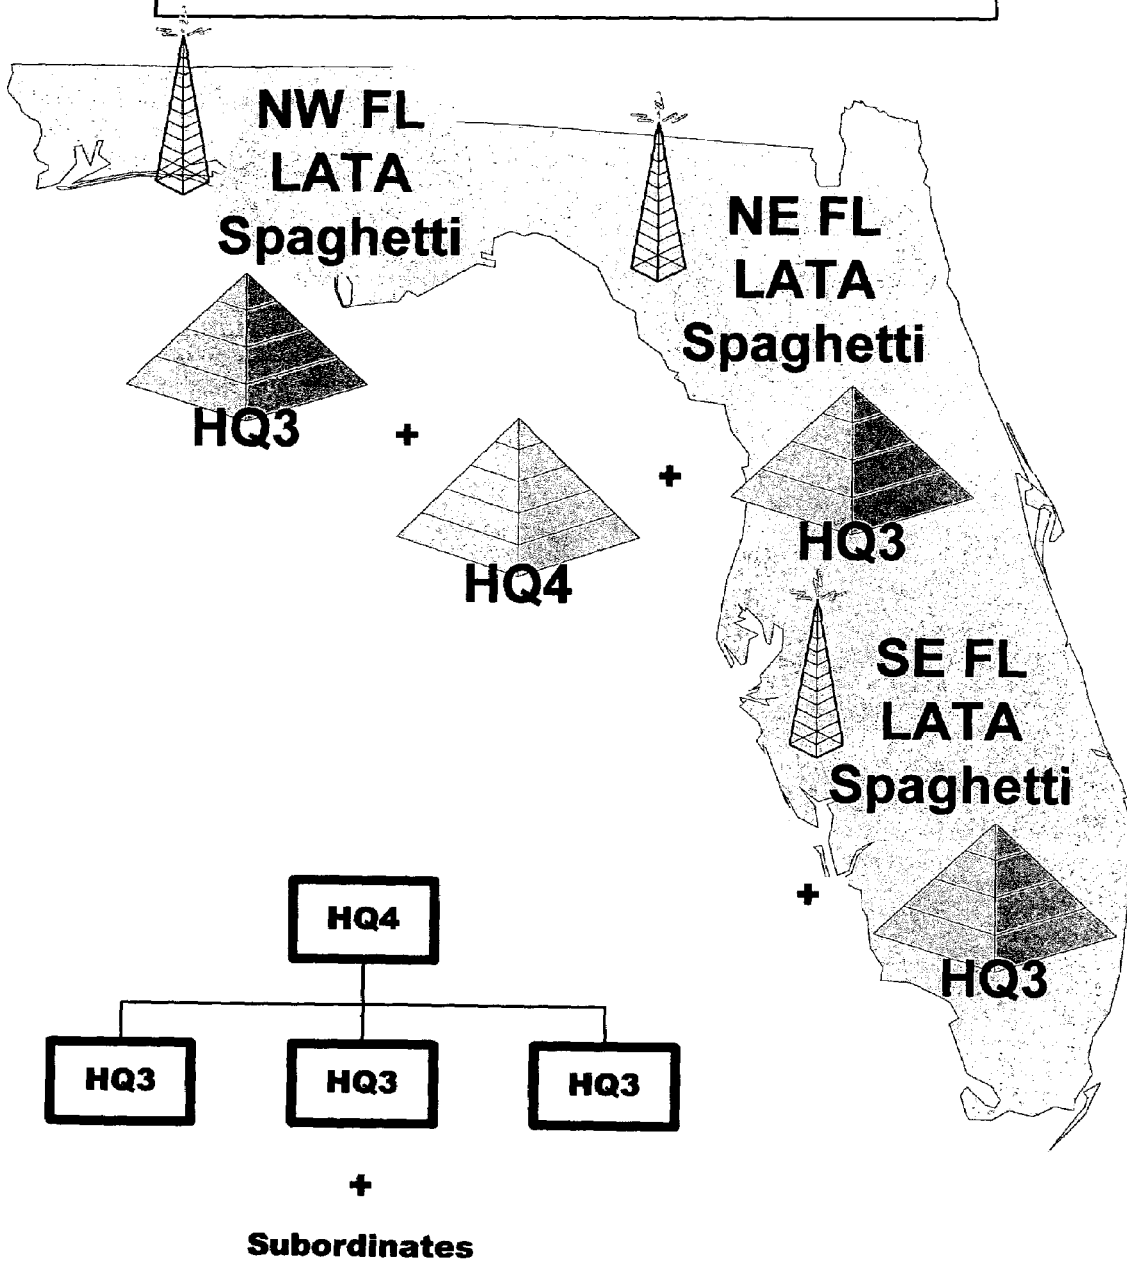 NW FL
LATA
Spaghetti
HQ3
+
HQ4
+
NE FL
LATA
Spaghetti
HQ3
SE FL
LATA
Spaghetti
+
HQ3
HQ4
HQ3 HQ3 HQ3
+
Subordinates